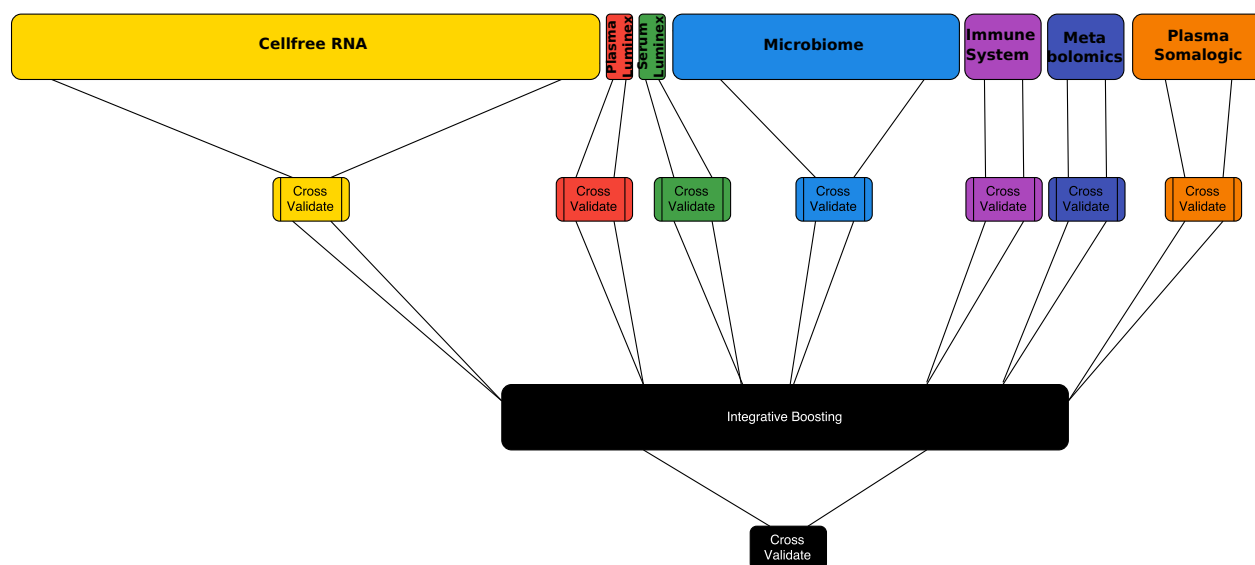 Cellfree RNA
Plasma
Luminex
Serum
Luminex
Microbiome
Immune
System
Meta
bolomics
Plasma
Somalogic
Cross
Validate
Cross
Validate
Cross
Validate
Cross
Validate
Cross
Validate
Cross
Validate
Cross
Validate
Integrative Boosting
Cross
Validate